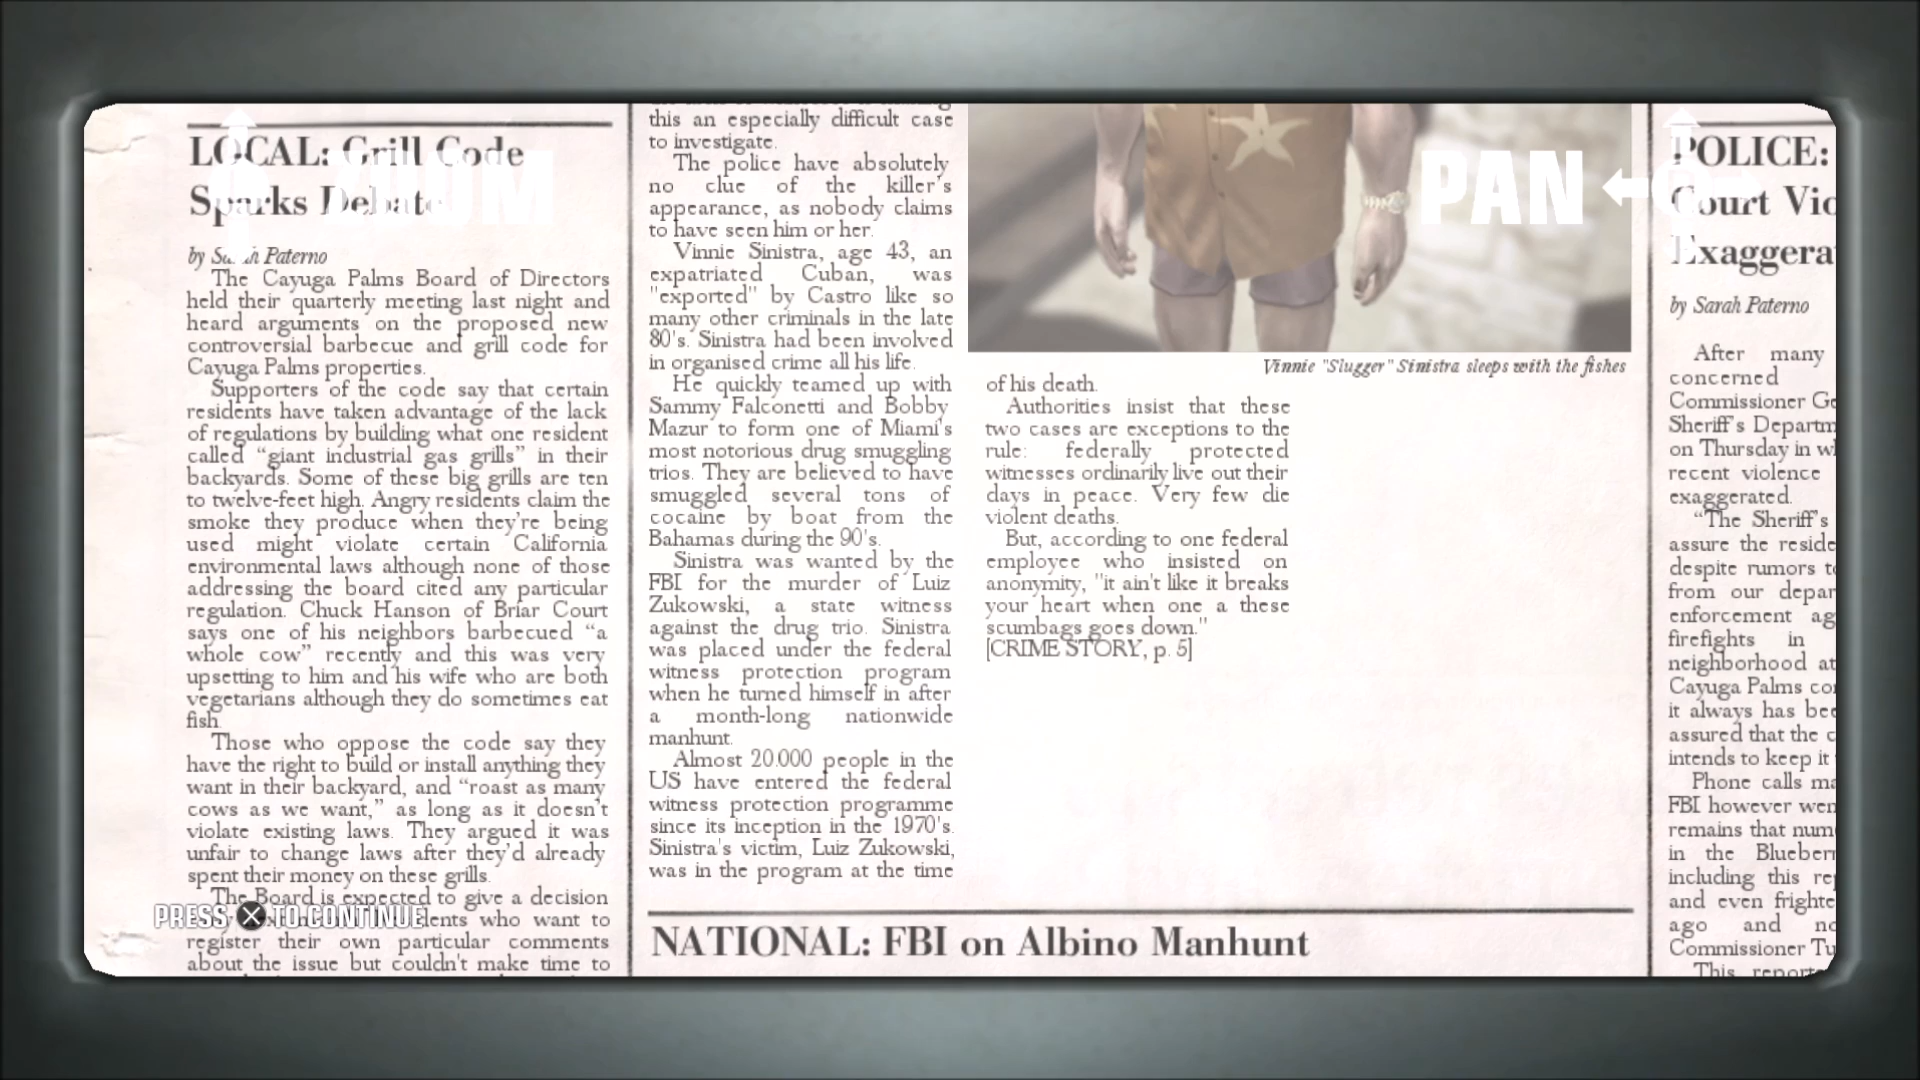 LOCAL: Grill Code
Sparks Debate
by Sarah Paterno
The Cayuga Palms Board of Directors
held their quarterly meeting last night and
heard arguments on the proposed new
controversial barbecue and grill code for
Cayuga Palms properties.
Supporters of the code say that certain
residents have taken advantage of the lack
of regulations by building what one resident
called “giant industrial gas grills” in their
backyards. Some of these big grills are ten
to twelve-feet high. Angry residents claim the
smoke they produce when they’re being
used might violate certain California
environmental laws although none of those
addressing the board cited any particular
regulation. Chuck Hanson of Briar Court
says one of his neighbors barbecued “a
whole cow” recently and this was very
upsetting to him and his wife who are both
vegetarians although they do sometimes eat
fish.
Those who oppose the code say they
have the right to build or install anything they
want in their backyard, and “roast as many
cows as we want,” as long as it doesn’t
violate existing laws. They argued it was
unfair to change laws after they’d already
spent their money on these grills.
The Board is expected to give a decision
who want to
register their own particular comments
about the issue but couldn't make time to
this an especially difficult case
to investigate.
The police have absolutely
no clue of the killer's
appearance, as nobody claims
to have seen him or her.
Vinnie Sinistra, age 43, an
expatriated Cuban, was
"exported" by Castro like so
many other criminals in the late
80's. Sinistra had been involved
in organised crime all his life.
He quickly teamed up with
Sammy Falconetti and Bobby
Mazur to form one of Miami's
most notorious drug smuggling
trios. They are believed to have
smuggled several tons of
cocaine by boat from the
Bahamas during the 90's.
Sinistra was wanted by the
FBI for the murder of Luiz
Zukowski, a state witness
against the drug trio. Sinistra
was placed under the federal
witness protection program
when he turned himself in after
a month-long nationwide
manhunt.
Almost 20.000 people in the
US have entered the federal
witness protection programme
since its inception in the 1970's.
Sinistra's victim, Luiz Zukowski,
was in the program at the time
Vinnie "Slugger" Sinistra sleeps with the fishes
of his death.
Authorities insist that these
two cases are exceptions to the
rule: federally protected
witnesses ordinarily live out their
days in peace. Very few die
violent deaths.
But, according to one federal
employee who insisted on
anonymity, "it ain't like it breaks
your heart when one a these
scumbags goes down."
[CRIME STORY, p. 5]
NATIONAL: FBI on Albino Manhunt
POLICE:
Court Vio
Exaggera
by Sarah Paterno
After many
concerned
Commissioner Ge
Sheriff's Departm
on Thursday in wh
recent violence
exaggerated.
“The Sheriff’s
assure the reside
despite rumors to
from our depar
enforcement ag
firefights in
neighborhood at
Cayuga Palms co
it always has bee
assured that the c
intends to keep it
Phone calls ma
FBI however wer
remains that num
in the Blueberr
including this re
and even frighte
ago and no
Commissioner Tu
This reporte
ZOOM
PAN
PRESS X TO CONTINUE